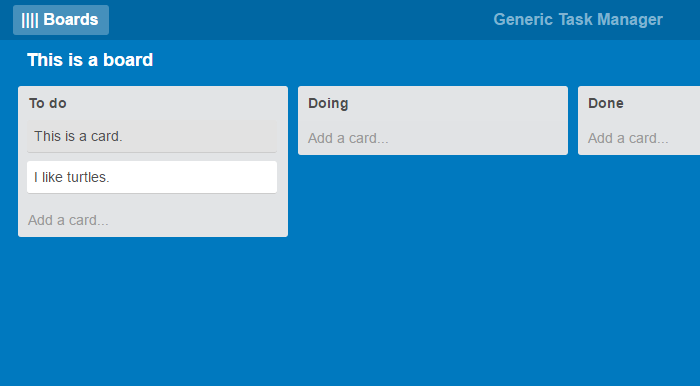 |||| Boards
Generic Task Manager
This is a board
To do
This is a card.
I like turtles.
Add a card...
Doing
Add a card...
Done
Add a card...